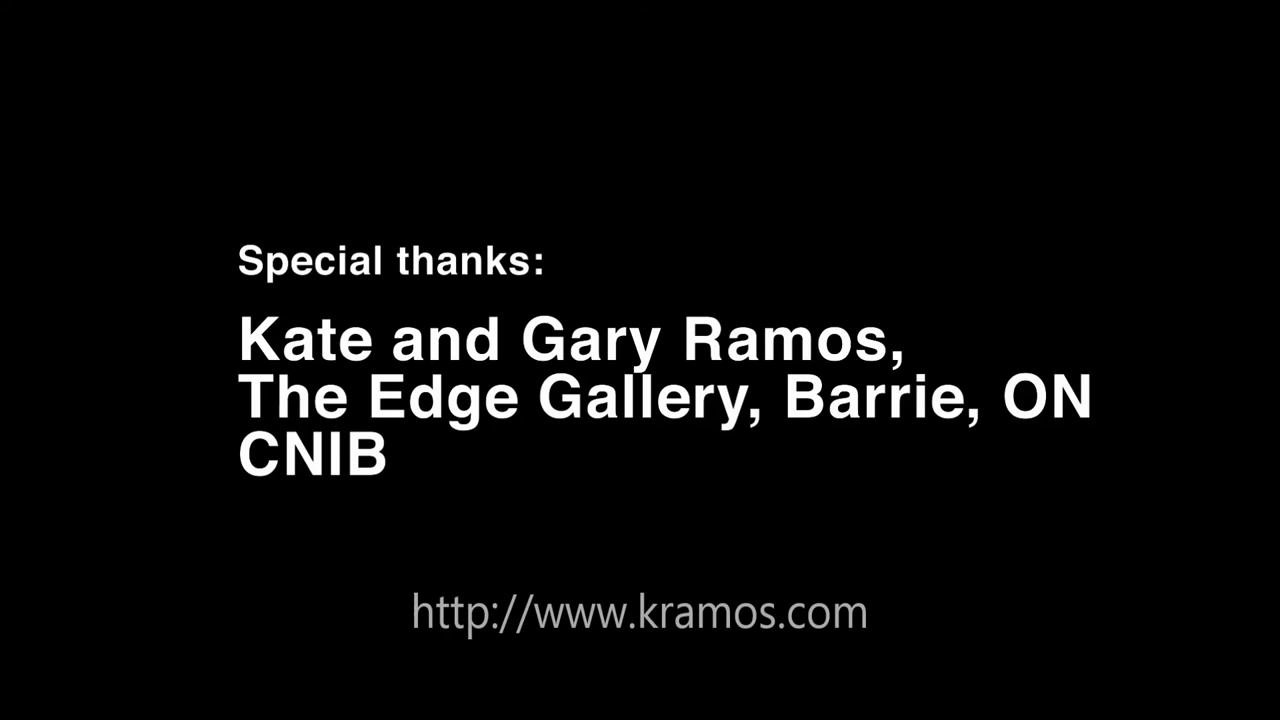 Special thanks:
Kate and Gary Ramos,
The Edge Gallery, Barrie, ON
CNIB
http://www.kramos.com